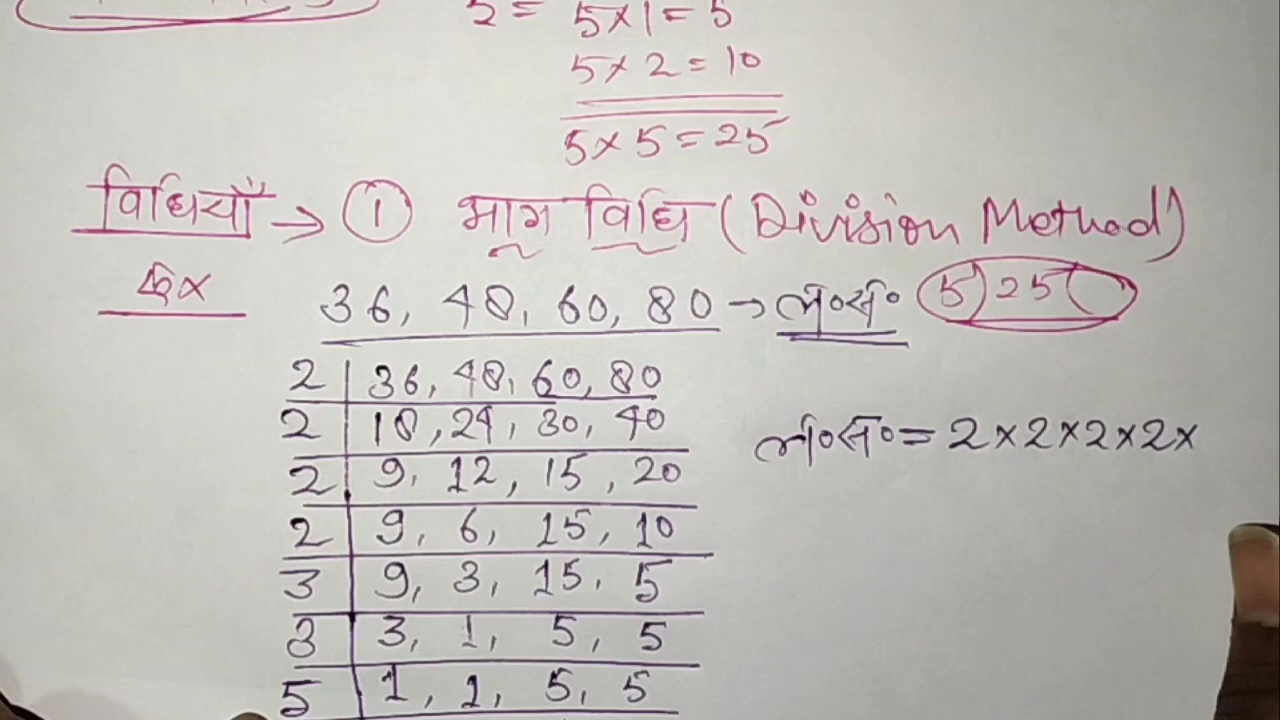 5×1=5
5×2=10
5×5=25
विधियाँ → ① भाग विधि (Division Method)
36, 48, 60, 80 → ल०स० 5)25(
2 | 36, 48, 60, 80
2 | 18, 24, 30, 40
2 | 9, 12, 15, 20
2 | 9, 6, 15, 10
3 | 9, 3, 15, 5
3 | 3, 1, 5, 5
5 | 1, 1, 5, 5
ल०स० = 2×2×2×2×